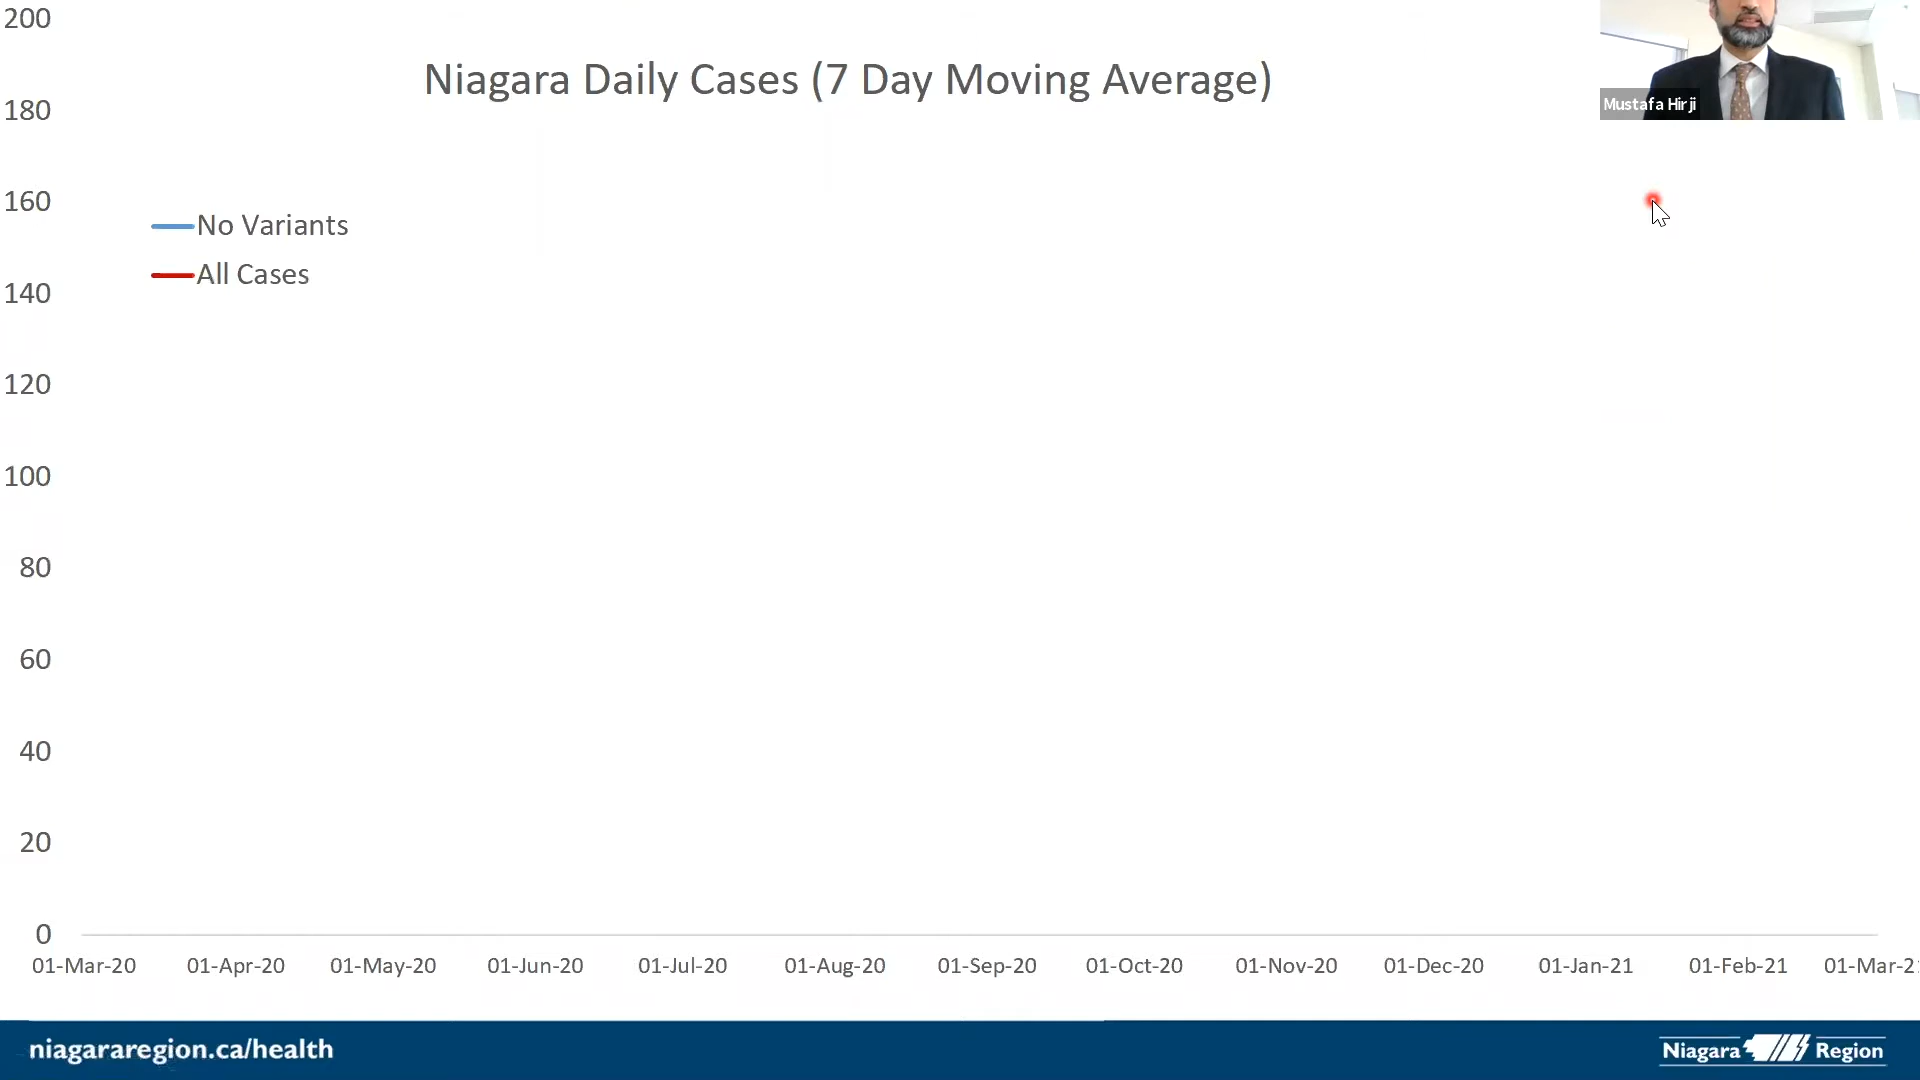 200
Niagara Daily Cases (7 Day Moving Average)
180
Mustafa Hirji
160
No Variants
All Cases
140
120
100
80
60
40
20
0
01-Mar-20 01-Apr-20 01-May-20 01-Jun-20 01-Jul-20 01-Aug-20 01-Sep-20 01-Oct-20 01-Nov-20 01-Dec-20 01-Jan-21 01-Feb-21 01-Mar-2
niagararegion.ca/health
Niagara Region